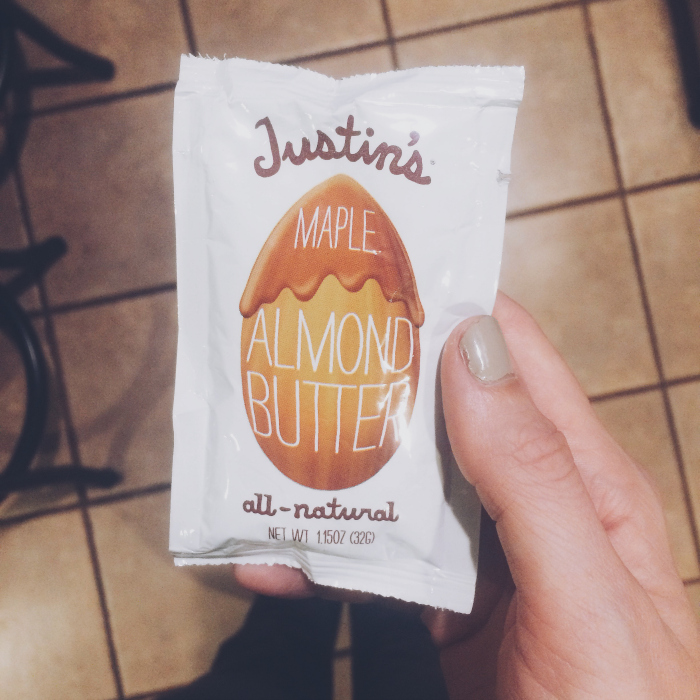 Justin's
MAPLE
ALMOND
BUTTER
all-natural
NET WT 1.15OZ (32G)